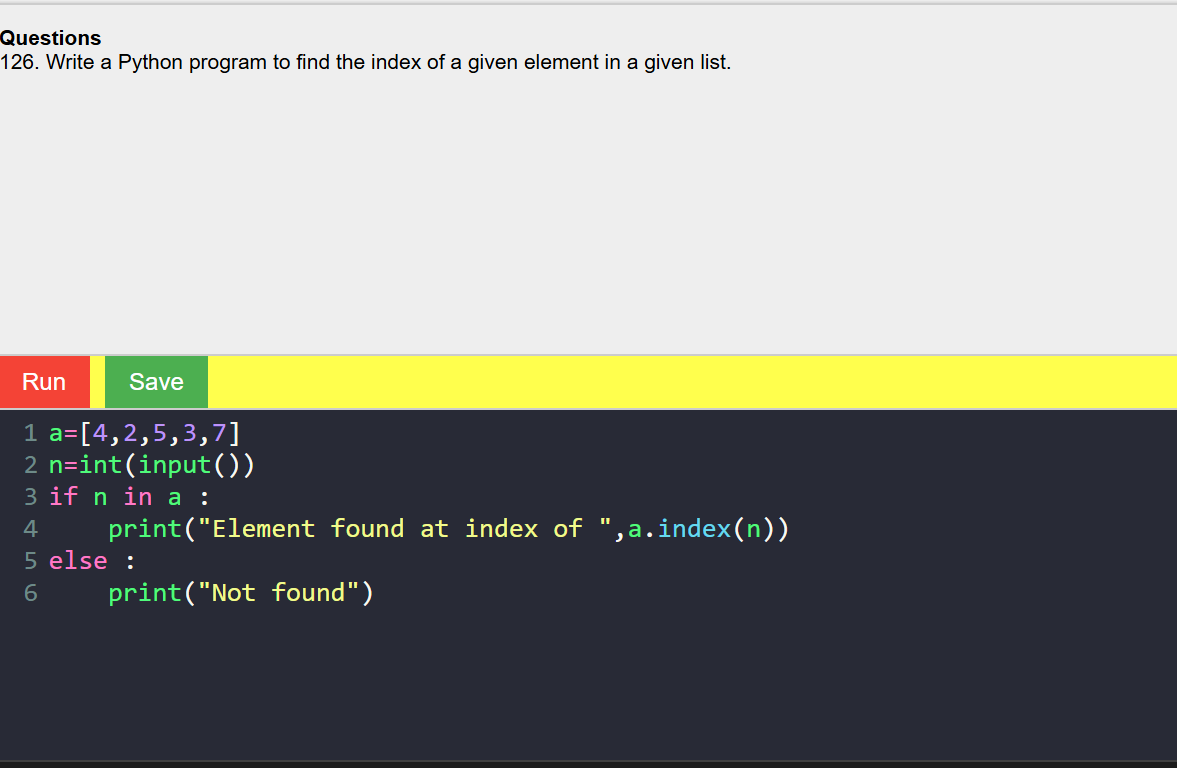 Questions
126. Write a Python program to find the index of a given element in a given list.
Run Save
1 a=[4,2,5,3,7]
2 n=int(input())
3 if n in a :
4     print("Element found at index of ",a.index(n))
5 else :
6     print("Not found")